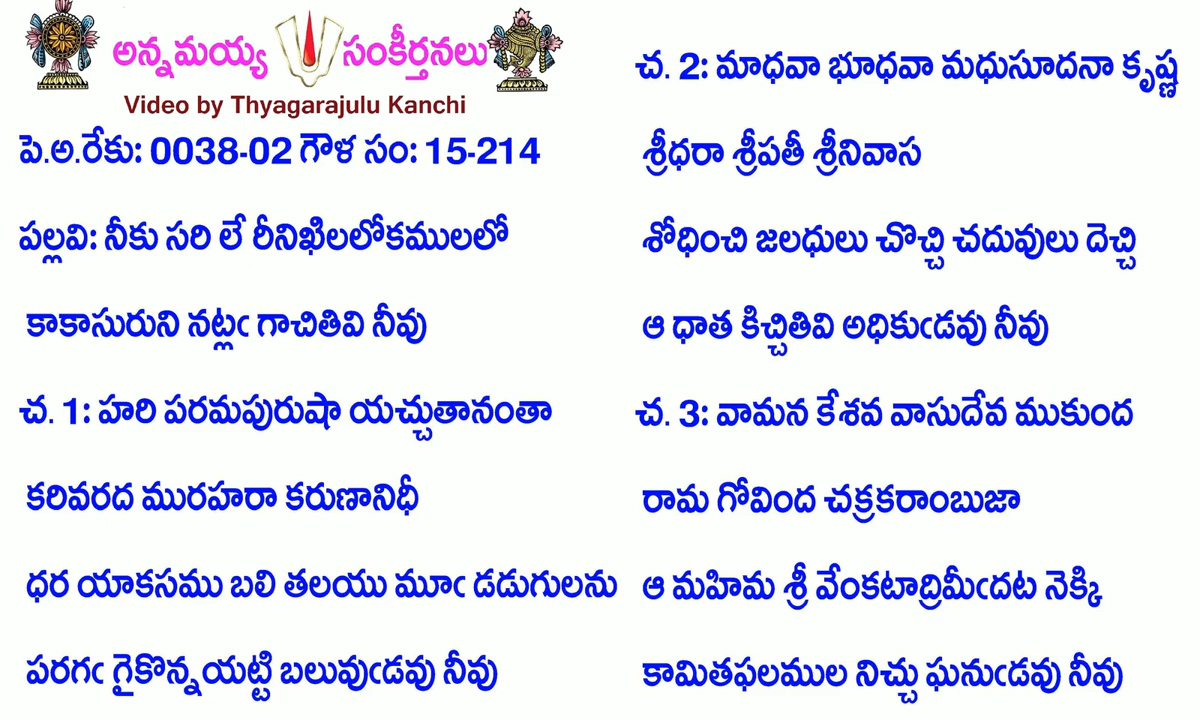 అన్నమయ్య సంకీర్తనలు
Video by Thyagarajulu Kanchi
పె.అ.రేకు: 0038-02 గౌళ సం: 15-214
పల్లవి: నీకు సరి లే రీనిఖిలలోకములలో
కాకాసురుని నట్లఁ గాచితివి నీవు
చ. 1: హరి పరమపురుషా యచ్చుతానంతా
కరివరద మురహరా కరుణానిధీ
ధర యాకసము బలి తలయు మూఁ డడుగులను
పరగఁ గైకొన్నయట్టి బలువుఁడవు నీవు
చ. 2: మాధవా భూధవా మధుసూదనా కృష్ణ
శ్రీధరా శ్రీపతీ శ్రీనివాస
శోధించి జలధులు చొచ్చి చదువులు దెచ్చి
ఆ ధాత కిచ్చితివి అధికుఁడవు నీవు
చ. 3: వామన కేశవ వాసుదేవ ముకుంద
రామ గోవింద చక్రకరాంబుజా
ఆ మహిమ శ్రీ వేంకటాద్రిమీఁదట నెక్కి
కామితఫలముల నిచ్చు ఘనుఁడవు నీవు